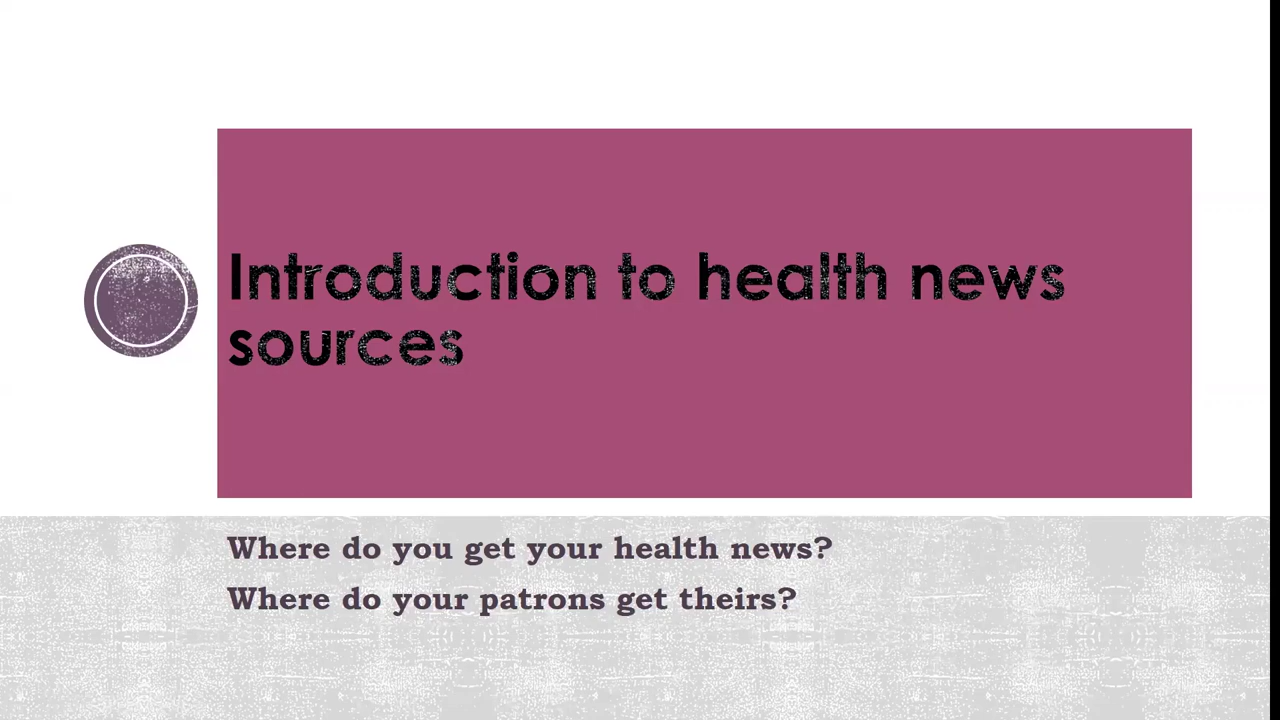 Introduction to health news
sources
Where do you get your health news?
Where do your patrons get theirs?